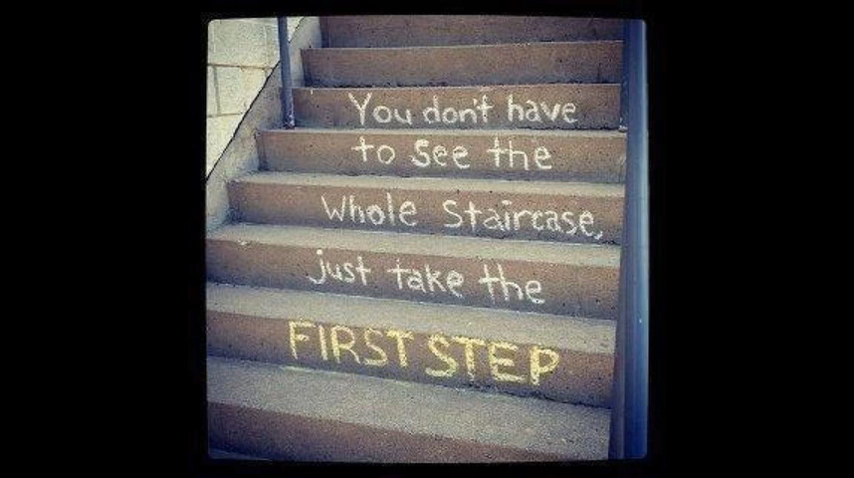 You don't have
to see the
whole staircase,
just take the
FIRST STEP